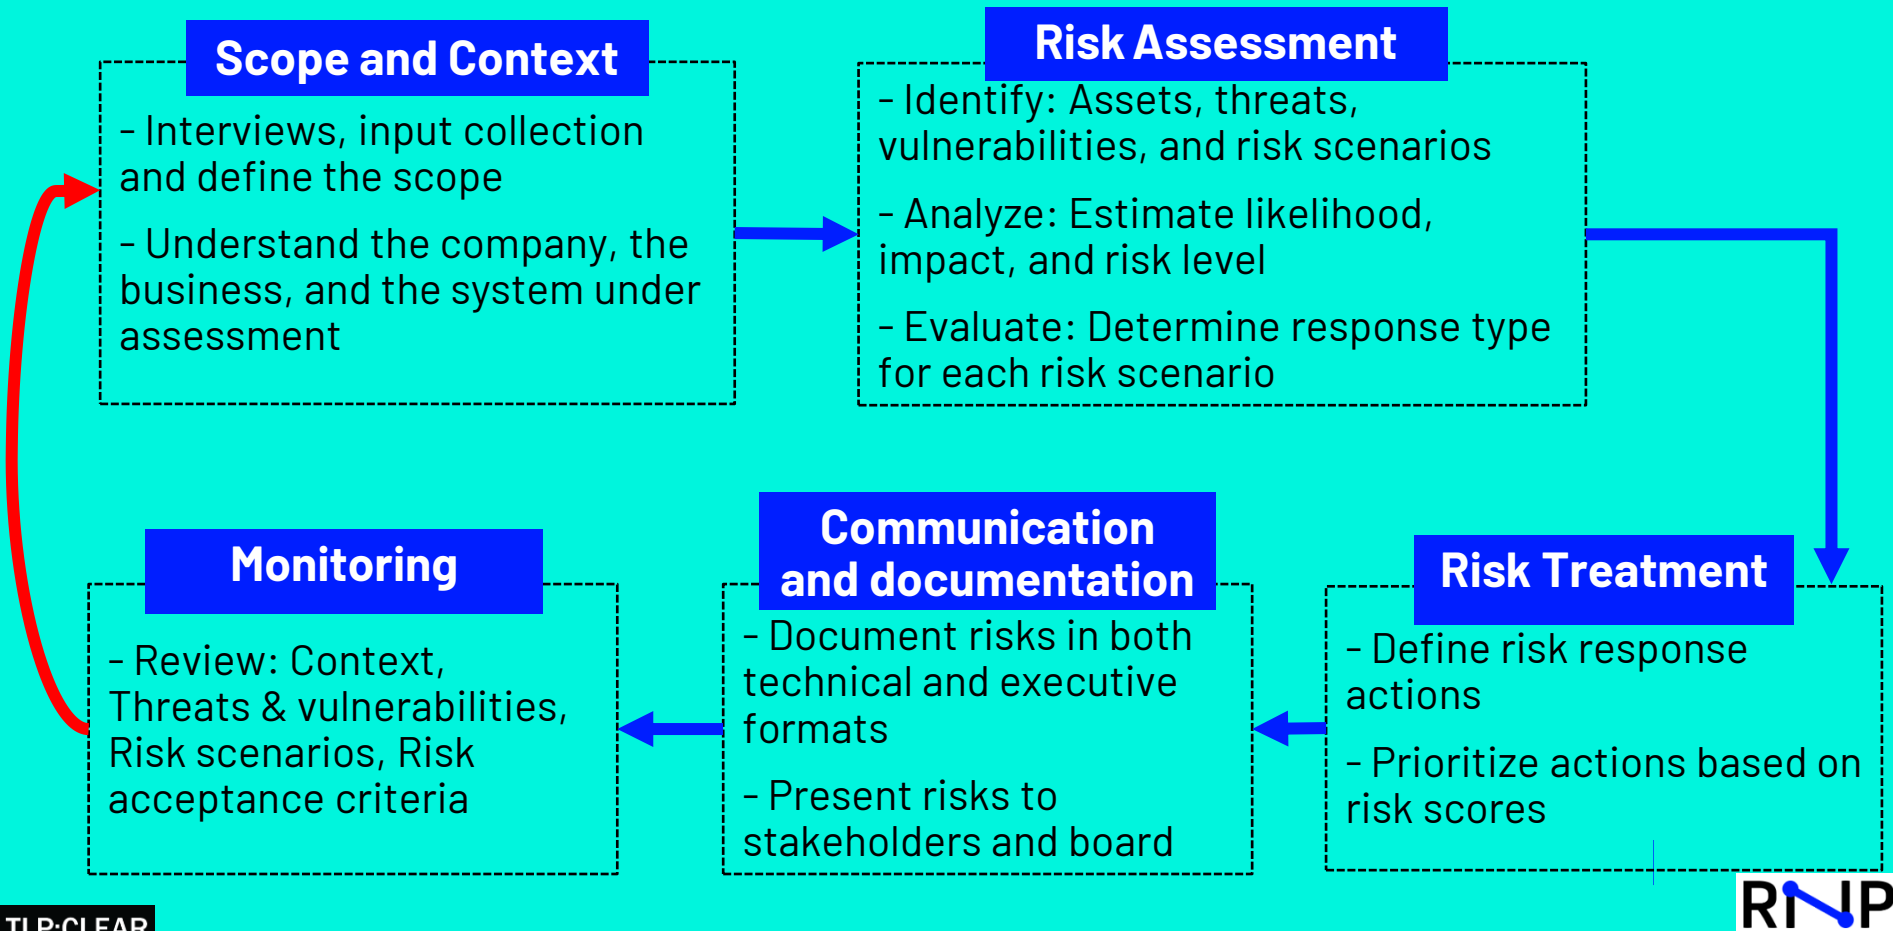 Scope and Context
- Interviews, input collection
and define the scope
- Understand the company, the
business, and the system under
assessment
Risk Assessment
- Identify: Assets, threats,
vulnerabilities, and risk scenarios
- Analyze: Estimate likelihood,
impact, and risk level
- Evaluate: Determine response type
for each risk scenario
Monitoring
- Review: Context,
Threats & vulnerabilities,
Risk scenarios, Risk
acceptance criteria
Communication
and documentation
- Document risks in both
technical and executive
formats
- Present risks to
stakeholders and board
Risk Treatment
- Define risk response
actions
- Prioritize actions based on
risk scores
TLP:CLEAR
RNP